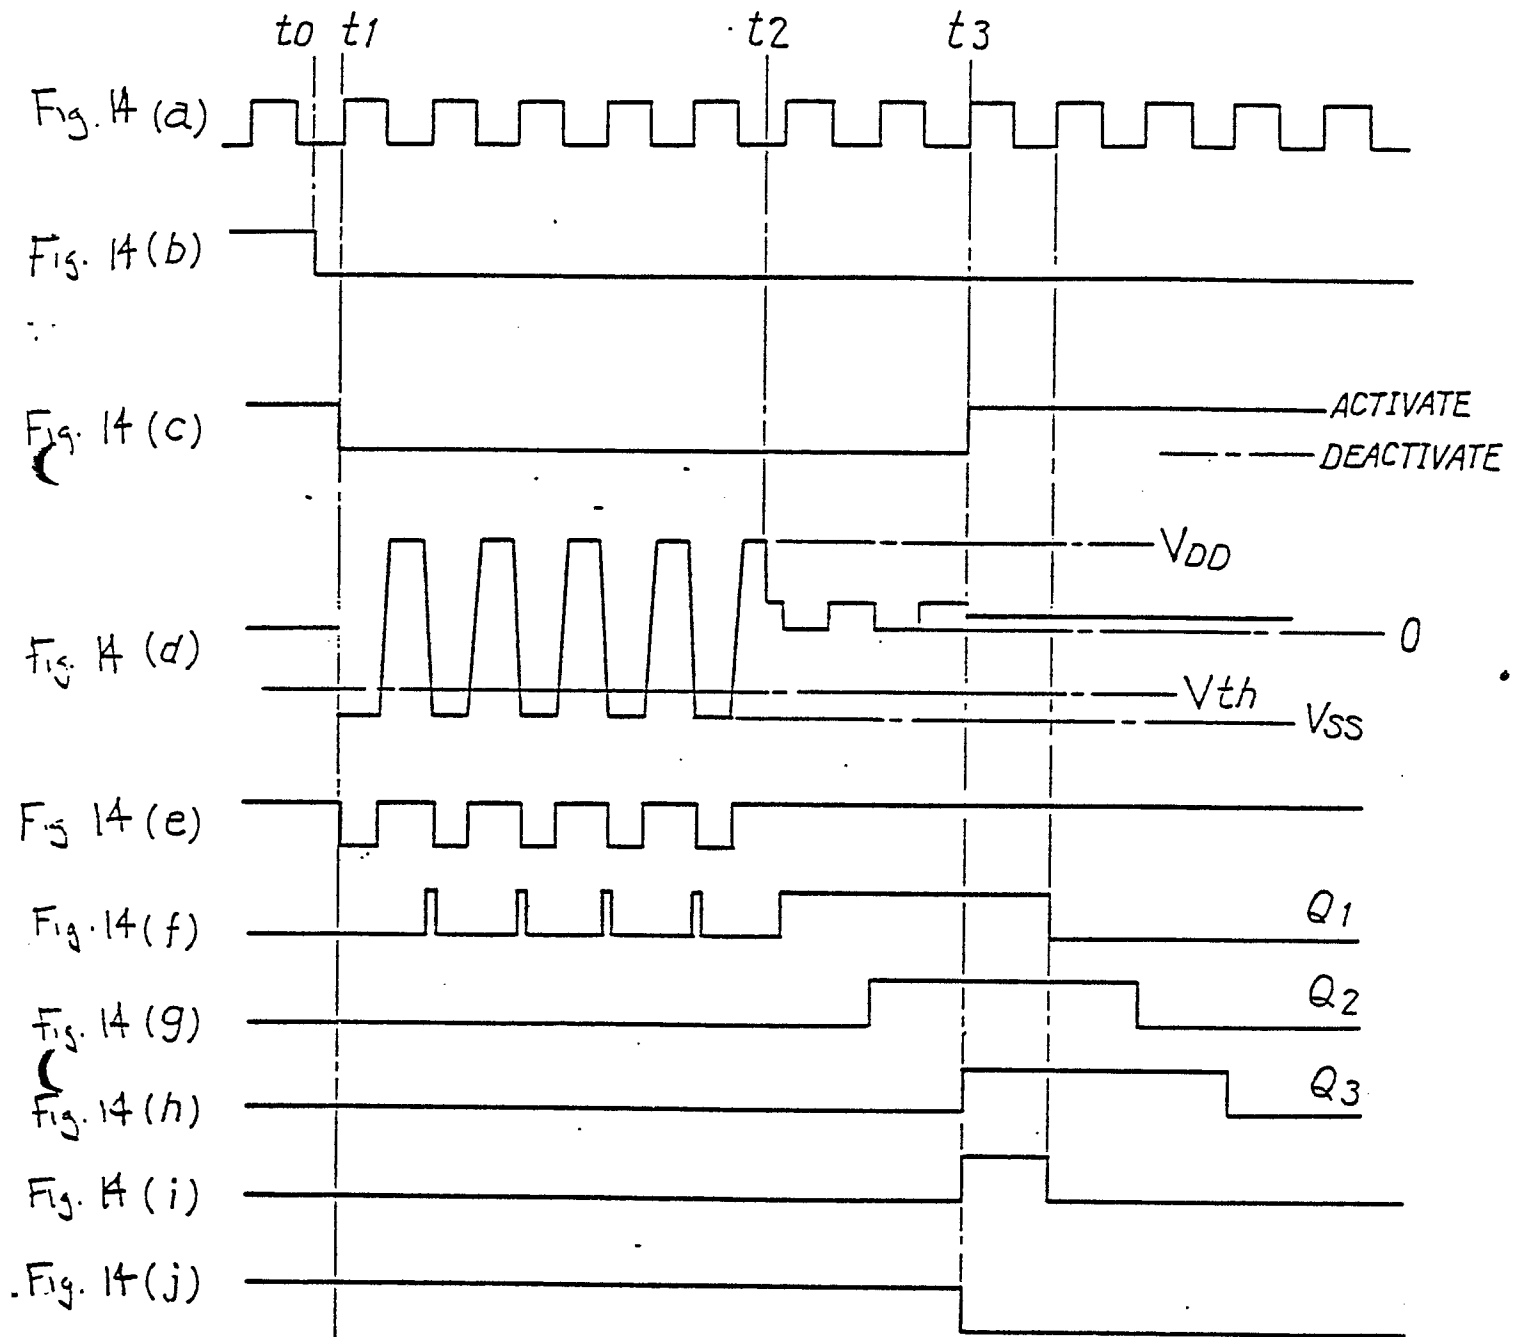 t0 t1 t2 t3
Fig. 14 (a)
Fig. 14 (b)
Fig. 14 (c)
ACTIVATE
DEACTIVATE
VDD
Fig. 14 (d)
0
Vth
VSS
Fig 14 (e)
Fig. 14 (f)
Q1
Fig. 14 (g)
Q2
Fig. 14 (h)
Q3
Fig. 14 (i)
Fig. 14 (j)